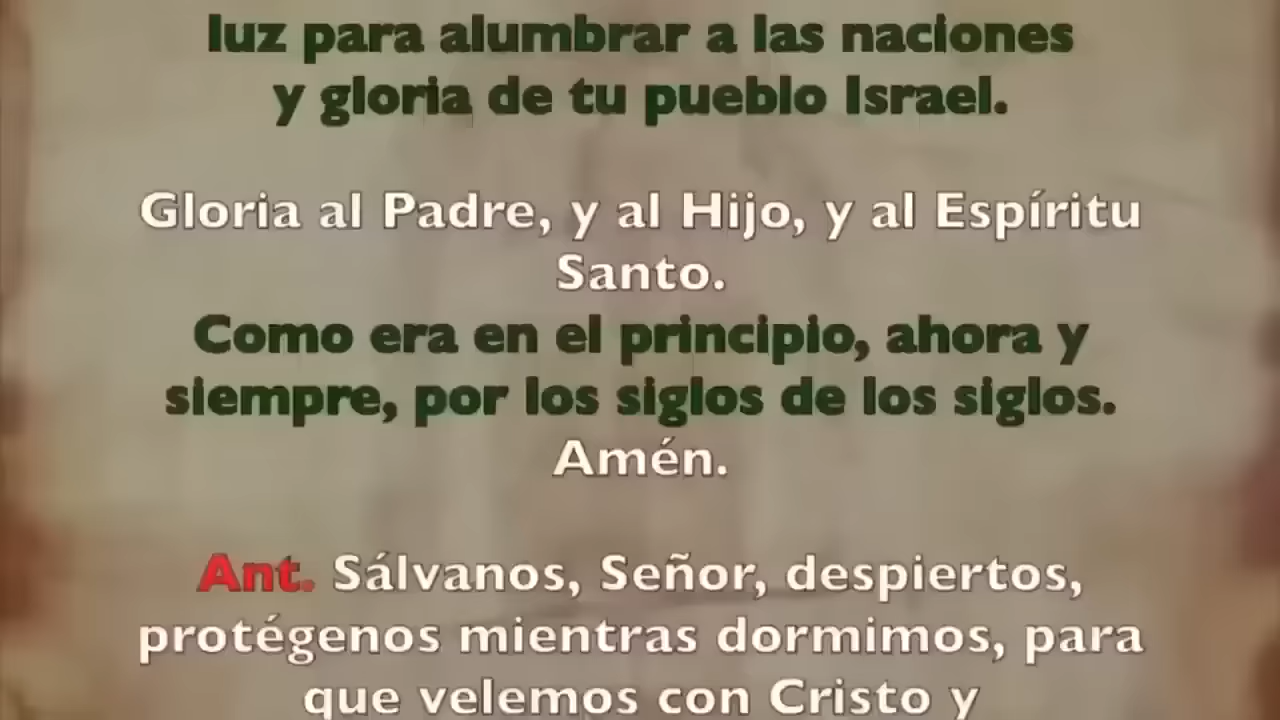 luz para alumbrar a las naciones
y gloria de tu pueblo Israel.
Gloria al Padre, y al Hijo, y al Espíritu
Santo.
Como era en el principio, ahora y
siempre, por los siglos de los siglos.
Amén.
Ant. Sálvanos, Señor, despiertos,
protégenos mientras dormimos, para
que velemos con Cristo y